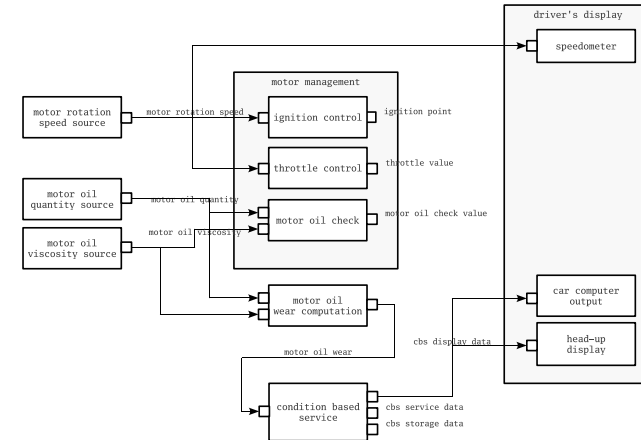 driver's display
speedometer
motor management
motor rotation
speed source
motor rotation speed
ignition control
ignition point
throttle control
throttle value
motor oil
quantity source
motor oil quantity
motor oil check
motor oil check value
motor oil
viscosity source
motor oil viscosity
motor oil
wear computation
car computer
output
head-up
display
cbs display data
motor oil wear
condition based
service
cbs service data
cbs storage data